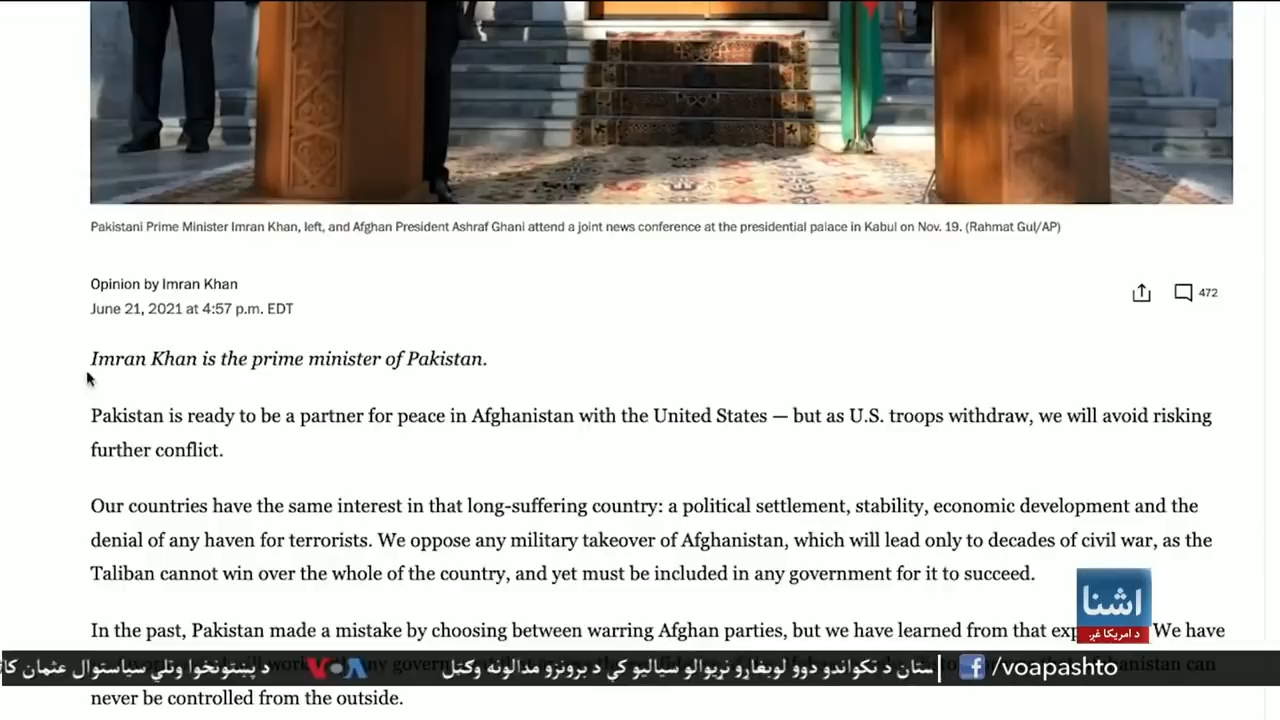 Pakistani Prime Minister Imran Khan, left, and Afghan President Ashraf Ghani attend a joint news conference at the presidential palace in Kabul on Nov. 19. (Rahmat Gul/AP)
Opinion by Imran Khan
472
June 21, 2021 at 4:57 p.m. EDT
Imran Khan is the prime minister of Pakistan.
Pakistan is ready to be a partner for peace in Afghanistan with the United States — but as U.S. troops withdraw, we will avoid risking
further conflict.
Our countries have the same interest in that long-suffering country: a political settlement, stability, economic development and the
denial of any haven for terrorists. We oppose any military takeover of Afghanistan, which will lead only to decades of civil war, as the
Taliban cannot win over the whole of the country, and yet must be included in any government for it to succeed.
اشنا
د امریکا غږ
In the past, Pakistan made a mistake by choosing between warring Afghan parties, but we have learned from that We have
د پښتونخوا وتلي سیاستوال عثمان VOA ستان د تکواندو دوو لوبغاړو نړیوالو سیالیو کې د برونزو مدالونه وګټل /voapashto
never be controlled from the outside.